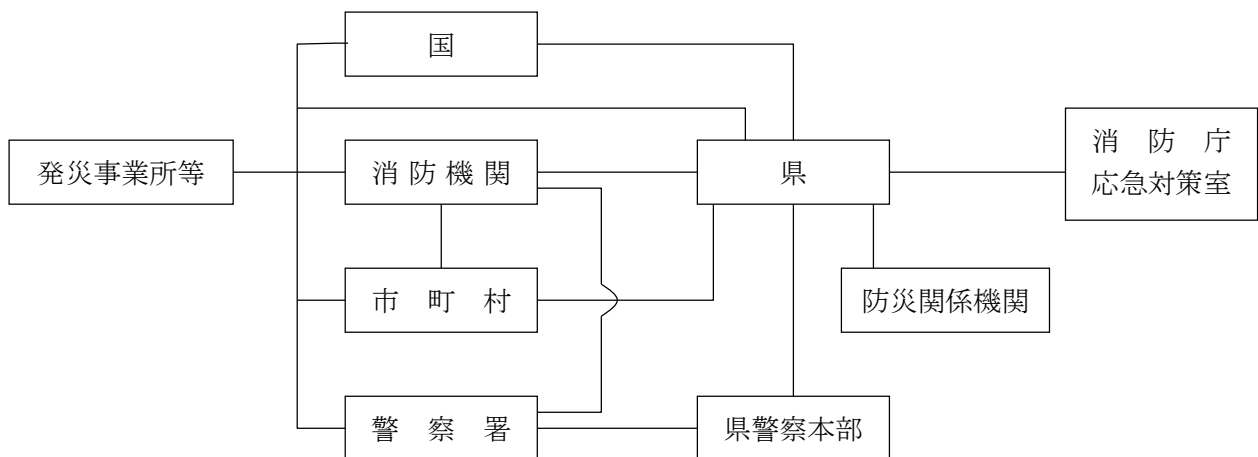 国
発災事業所等
消防機関
県
消防庁
応急対策室
市町村
防災関係機関
警察署
県警察本部